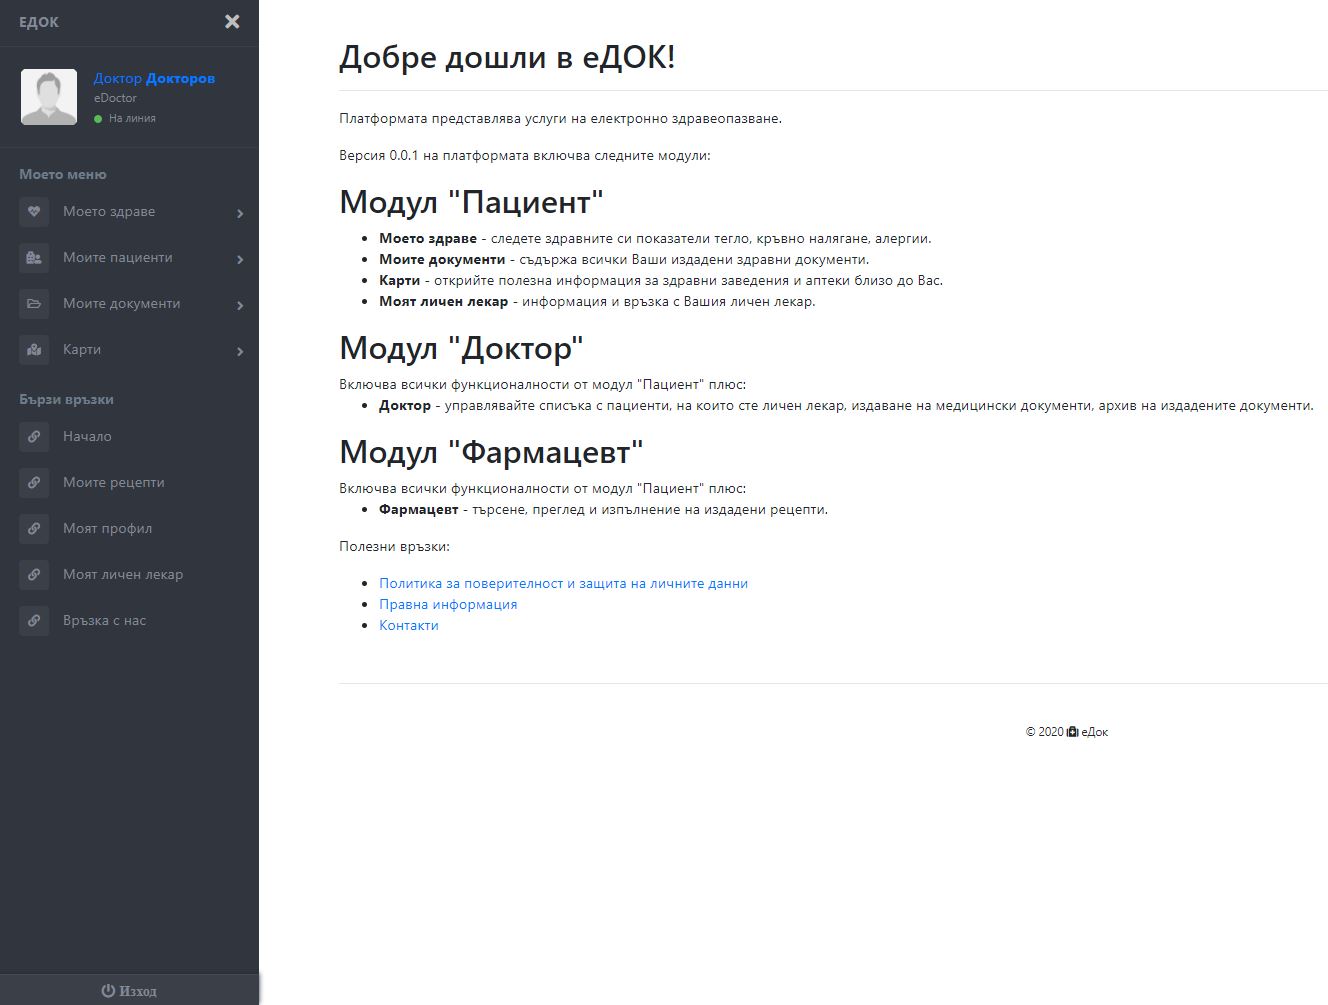 ЕДОК
Доктор Докторов
eDoctor
На линия
Моето меню
Моето здраве
Моите пациенти
Моите документи
Карти
Бързи връзки
Начало
Моите рецепти
Моят профил
Моят личен лекар
Връзка с нас
Изход
Добре дошли в еДОК!
Платформата представлява услуги на електронно здравеопазване.
Версия 0.0.1 на платформата включва следните модули:
Модул "Пациент"
Моето здраве - следете здравните си показатели тегло, кръвно налягане, алергии.
Моите документи - съдържа всички Ваши издадени здравни документи.
Карти - открийте полезна информация за здравни заведения и аптеки близо до Вас.
Моят личен лекар - информация и връзка с Вашия личен лекар.
Модул "Доктор"
Включва всички функционалности от модул "Пациент" плюс:
Доктор - управлявайте списъка с пациенти, на които сте личен лекар, издаване на медицински документи, архив на издадените документи.
Модул "Фармацевт"
Включва всички функционалности от модул "Пациент" плюс:
Фармацевт - търсене, преглед и изпълнение на издадени рецепти.
Полезни връзки:
Политика за поверителност и защита на личните данни
Правна информация
Контакти
© 2020 еДок